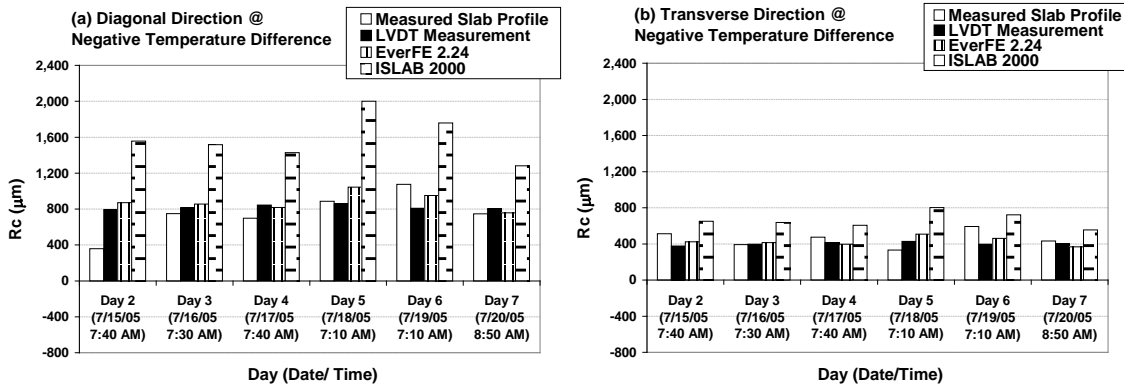 (a) Diagonal Direction @
Negative Temperature Difference
Measured Slab Profile
LVDT Measurement
EverFE 2.24
ISLAB 2000
2,400
2,000
1,600
1,200
800
400
0
-400
-800
Rc (μm)
Day 2 Day 3 Day 4 Day 5 Day 6 Day 7
(7/15/05 (7/16/05 (7/17/05 (7/18/05 (7/19/05 (7/20/05
7:40 AM) 7:30 AM) 7:40 AM) 7:10 AM) 7:10 AM) 8:50 AM)
Day (Date/ Time)
(b) Transverse Direction @
Negative Temperature Difference
Measured Slab Profile
LVDT Measurement
EverFE 2.24
ISLAB 2000
2,400
2,000
1,600
1,200
800
400
0
-400
-800
Rc (μm)
Day 2 Day 3 Day 4 Day 5 Day 6 Day 7
(7/15/05 (7/16/05 (7/17/05 (7/18/05 (7/19/05 (7/20/05
7:40 AM) 7:30 AM) 7:40 AM) 7:10 AM) 7:10 AM) 8:50 AM)
Day (Date/Time)